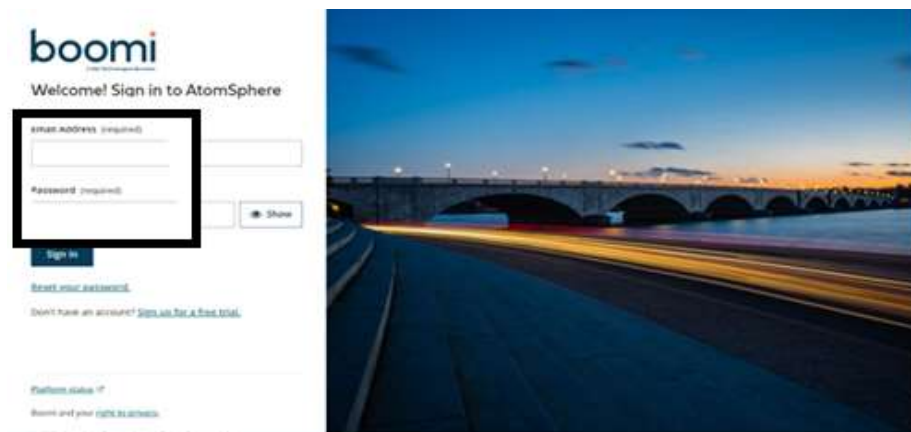 boomi
Welcome! Sign in to AtomSphere
Email Address (required)
Password (required)
Show
Sign in
Reset your password.
Don't have an account? Sign up for a free trial.
Platform status
Boomi and your right to privacy.